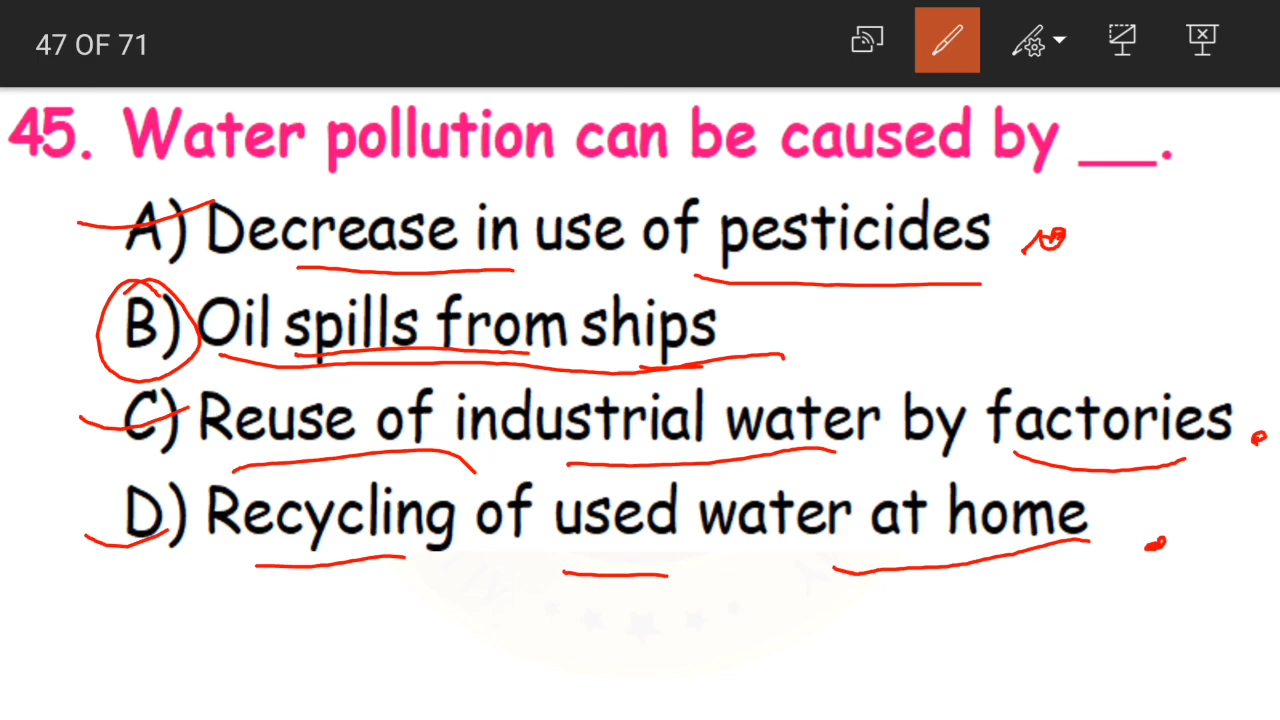 47 OF 71
45. Water pollution can be caused by __.
A) Decrease in use of pesticides
B) Oil spills from ships
C) Reuse of industrial water by factories
D) Recycling of used water at home